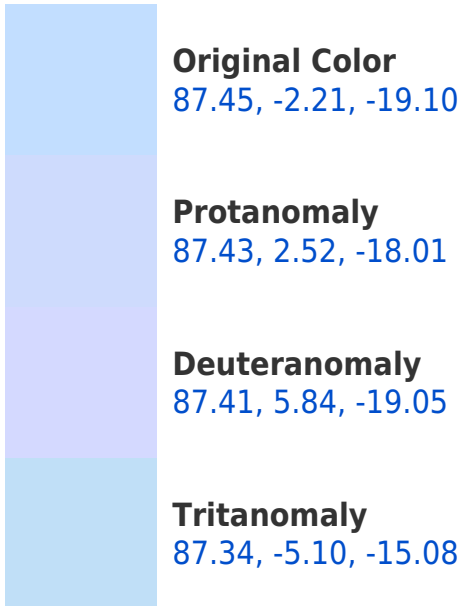 Original Color
87.45, -2.21, -19.10
Protanomaly
87.43, 2.52, -18.01
Deuteranomaly
87.41, 5.84, -19.05
Tritanomaly
87.34, -5.10, -15.08